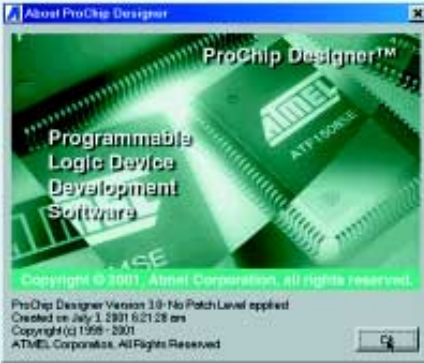 About ProChip Designer
ProChip Designer™
ATMEL
ATF1508SE
Programmable
Logic Device
Development
Software
4SE
Copyright © 2001, Atmel Corporation, all rights reserved.
ProChip Designer Version 3.0- No Patch Level applied
Created on July 3, 2001 6:21:28 am
Copyright (c) 1999 - 2001
ATMEL Corporation, All Rights Reserved